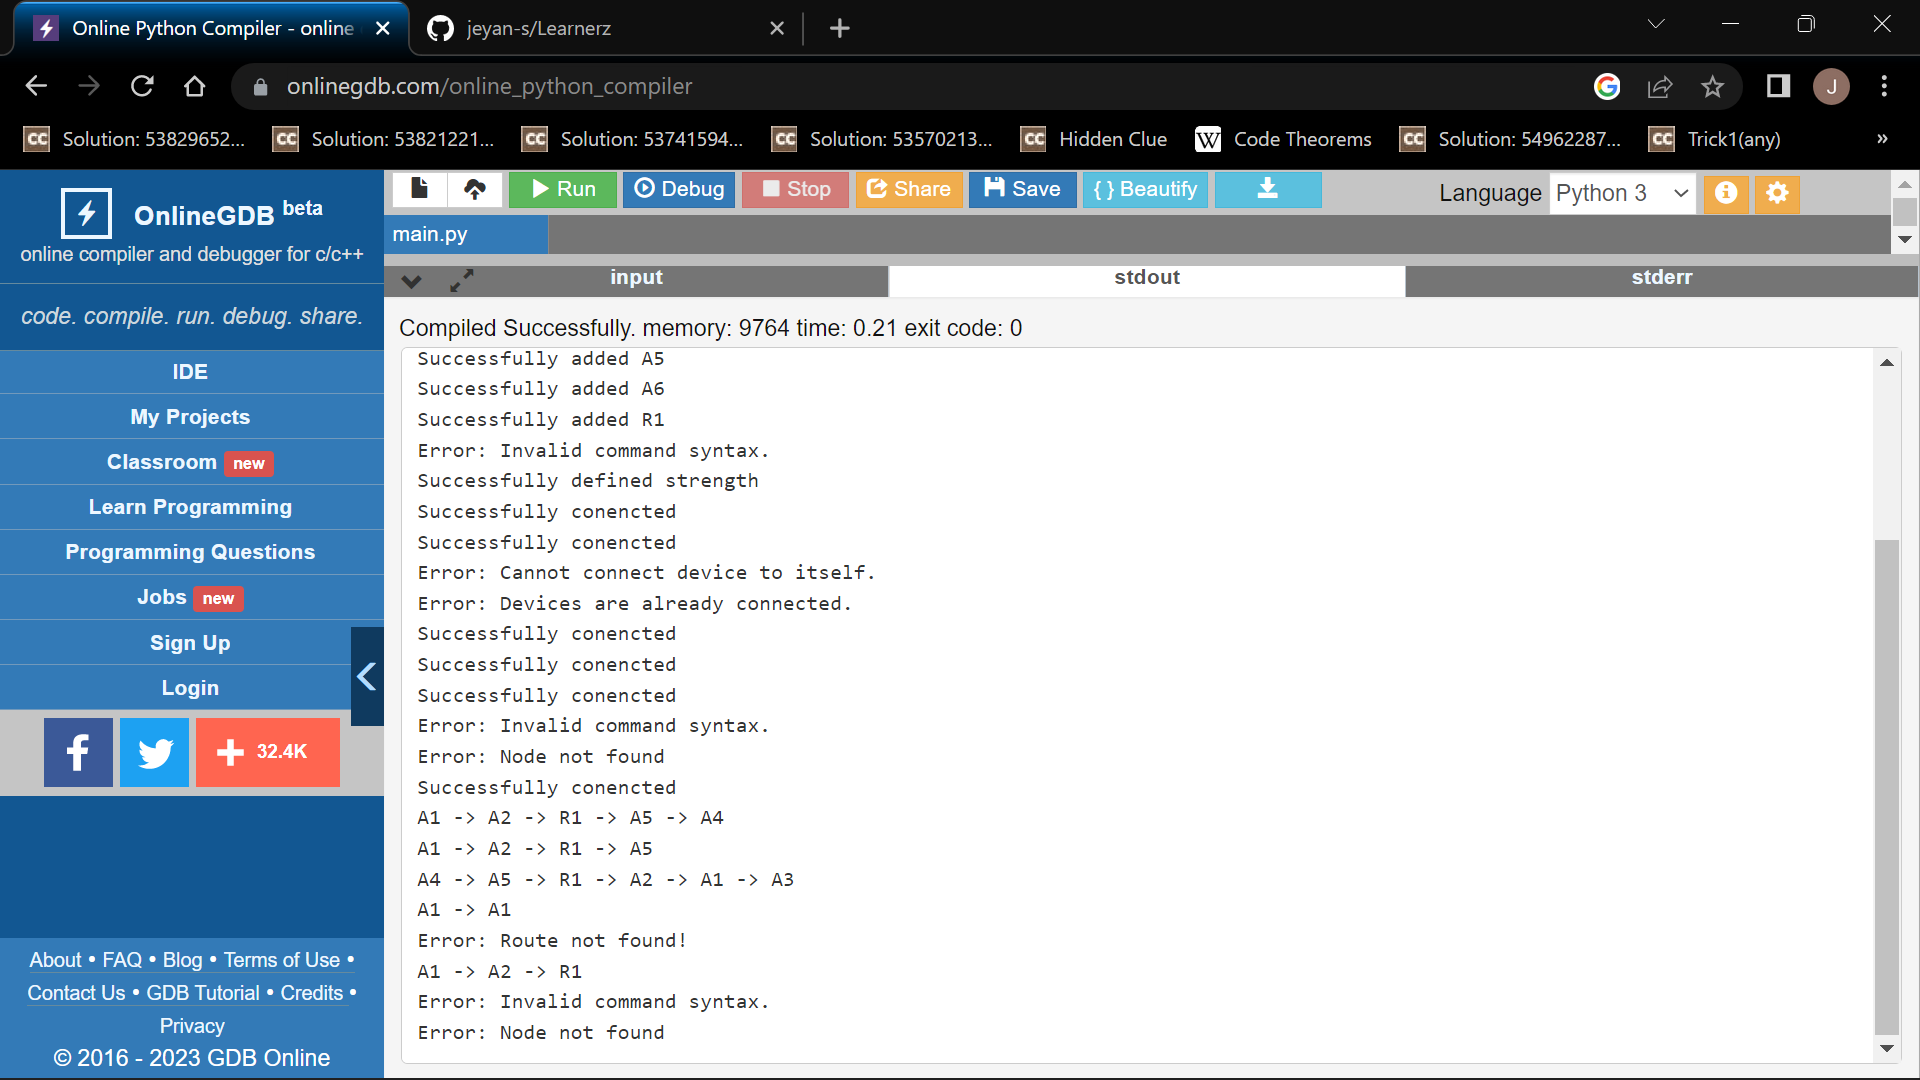 Online Python Compiler - online
jeyan-s/Learnerz
onlinegdb.com/online_python_compiler
J
CC Solution: 53829652...
CC Solution: 53821221...
CC Solution: 53741594...
CC Solution: 53570213...
CC Hidden Clue
W Code Theorems
CC Solution: 54962287...
CC Trick1(any)
»
OnlineGDB beta
online compiler and debugger for c/c++
code. compile. run. debug. share.
IDE
My Projects
Classroom new
Learn Programming
Programming Questions
Jobs new
Sign Up
Login
f
+ 32.4K
About • FAQ • Blog • Terms of Use •
Contact Us • GDB Tutorial • Credits •
Privacy
© 2016 - 2023 GDB Online
Run Debug Stop Share Save { } Beautify
Language Python 3
main.py
input stdout stderr
Compiled Successfully. memory: 9764 time: 0.21 exit code: 0
Successfully added A5
Successfully added A6
Successfully added R1
Error: Invalid command syntax.
Successfully defined strength
Successfully conencted
Successfully conencted
Error: Cannot connect device to itself.
Error: Devices are already connected.
Successfully conencted
Successfully conencted
Successfully conencted
Error: Invalid command syntax.
Error: Node not found
Successfully conencted
A1 -> A2 -> R1 -> A5 -> A4
A1 -> A2 -> R1 -> A5
A4 -> A5 -> R1 -> A2 -> A1 -> A3
A1 -> A1
Error: Route not found!
A1 -> A2 -> R1
Error: Invalid command syntax.
Error: Node not found